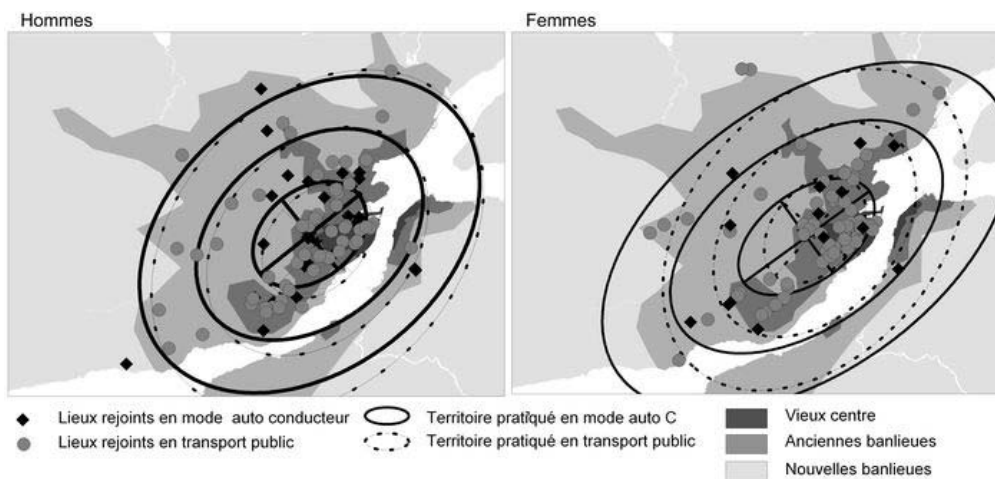 Hommes
Femmes
Lieux rejoints en mode auto conducteur
Lieux rejoints en transport public
Territoire pratiqué en mode auto C
Territoire pratiqué en transport public
Vieux centre
Anciennes banlieues
Nouvelles banlieues